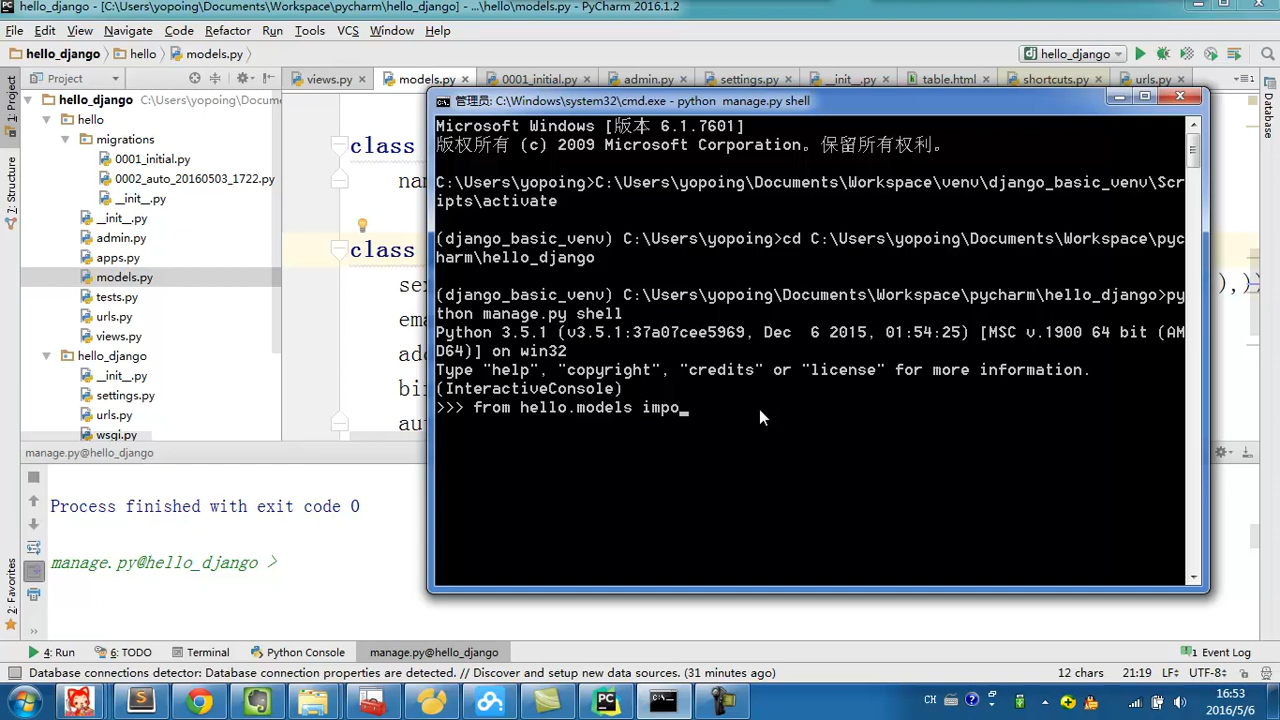 hello_django - [C:\Users\yopoing\Documents\Workspace\pycharm\hello_django] - ...\hello\models.py - PyCharm 2016.1.2
File Edit View Navigate Code Refactor Run Tools VCS Window Help
hello_django hello models.py hello_django
Project views.py models.py 0001_initial.py admin.py settings.py __init__.py table.html shortcuts.py urls.py
1: Project
7: Structure
2: Favorites
hello_django C:\Users\yopoing\Docume
hello
migrations
0001_initial.py
0002_auto_20160503_1722.py
__init__.py
__init__.py
admin.py
apps.py
models.py
tests.py
urls.py
views.py
hello_django
__init__.py
settings.py
urls.py
wsgi.py
class
class
),)
管理员: C:\Windows\system32\cmd.exe - python manage.py shell
Microsoft Windows [版本 6.1.7601]
版权所有 (c) 2009 Microsoft Corporation。保留所有权利。
C:\Users\yopoing>C:\Users\yopoing\Documents\Workspace\venv\django_basic_venv\Scr
ipts\activate
(django_basic_venv) C:\Users\yopoing>cd C:\Users\yopoing\Documents\Workspace\pyc
harm\hello_django
(django_basic_venv) C:\Users\yopoing\Documents\Workspace\pycharm\hello_django>py
thon manage.py shell
Python 3.5.1 (v3.5.1:37a07cee5969, Dec  6 2015, 01:54:25) [MSC v.1900 64 bit (AM
D64)] on win32
Type "help", "copyright", "credits" or "license" for more information.
(InteractiveConsole)
>>> from hello.models impo_
manage.py@hello_django
Process finished with exit code 0
manage.py@hello_django >
4: Run 6: TODO Terminal Python Console manage.py@hello_django 1 Event Log
Database connections detector: Database connection properties are detected. // Discover and setup new data sources (31 minutes ago) 12 chars 21:19 LF÷ UTF-8÷
CH 16:53
2016/5/6